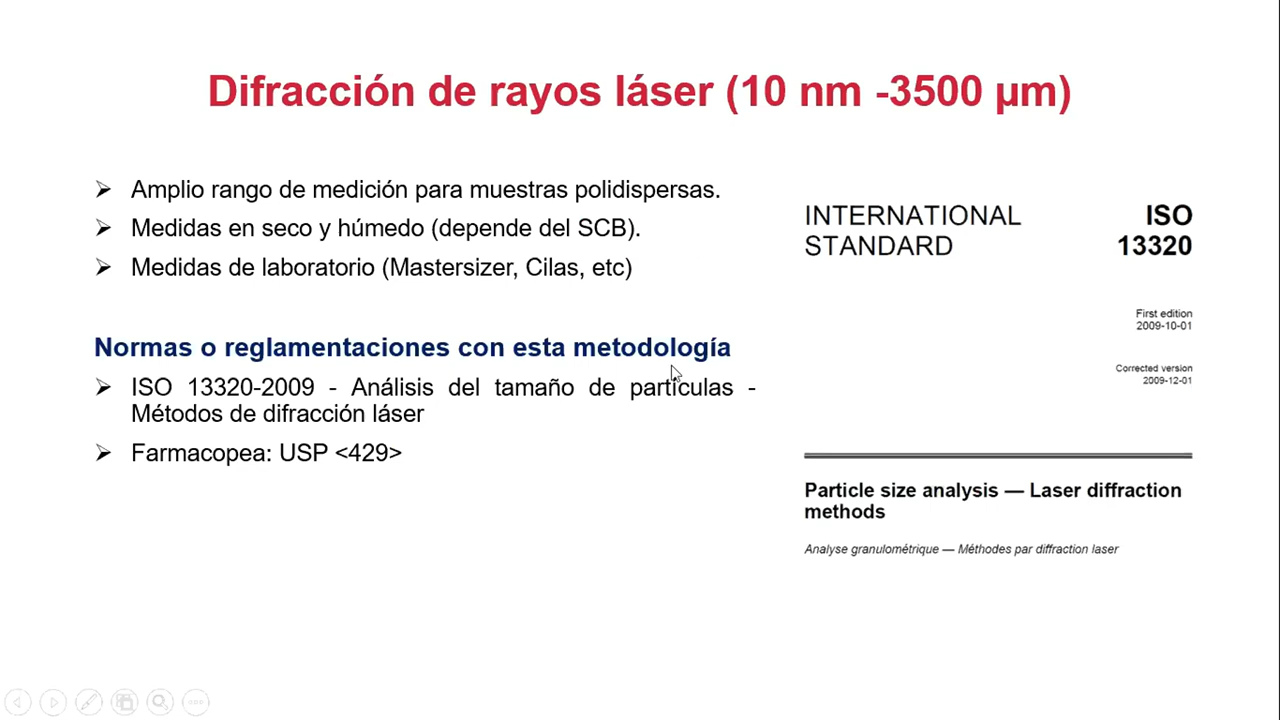 Difracción de rayos láser (10 nm -3500 µm)
Amplio rango de medición para muestras polidispersas.
Medidas en seco y húmedo (depende del SCB).
Medidas de laboratorio (Mastersizer, Cilas, etc)
Normas o reglamentaciones con esta metodología
ISO 13320-2009 - Análisis del tamaño de partículas -
Métodos de difracción láser
Farmacopea: USP <429>
INTERNATIONAL
STANDARD
ISO
13320
First edition
2009-10-01
Corrected version
2009-12-01
Particle size analysis — Laser diffraction
methods
Analyse granulométrique — Méthodes par diffraction laser